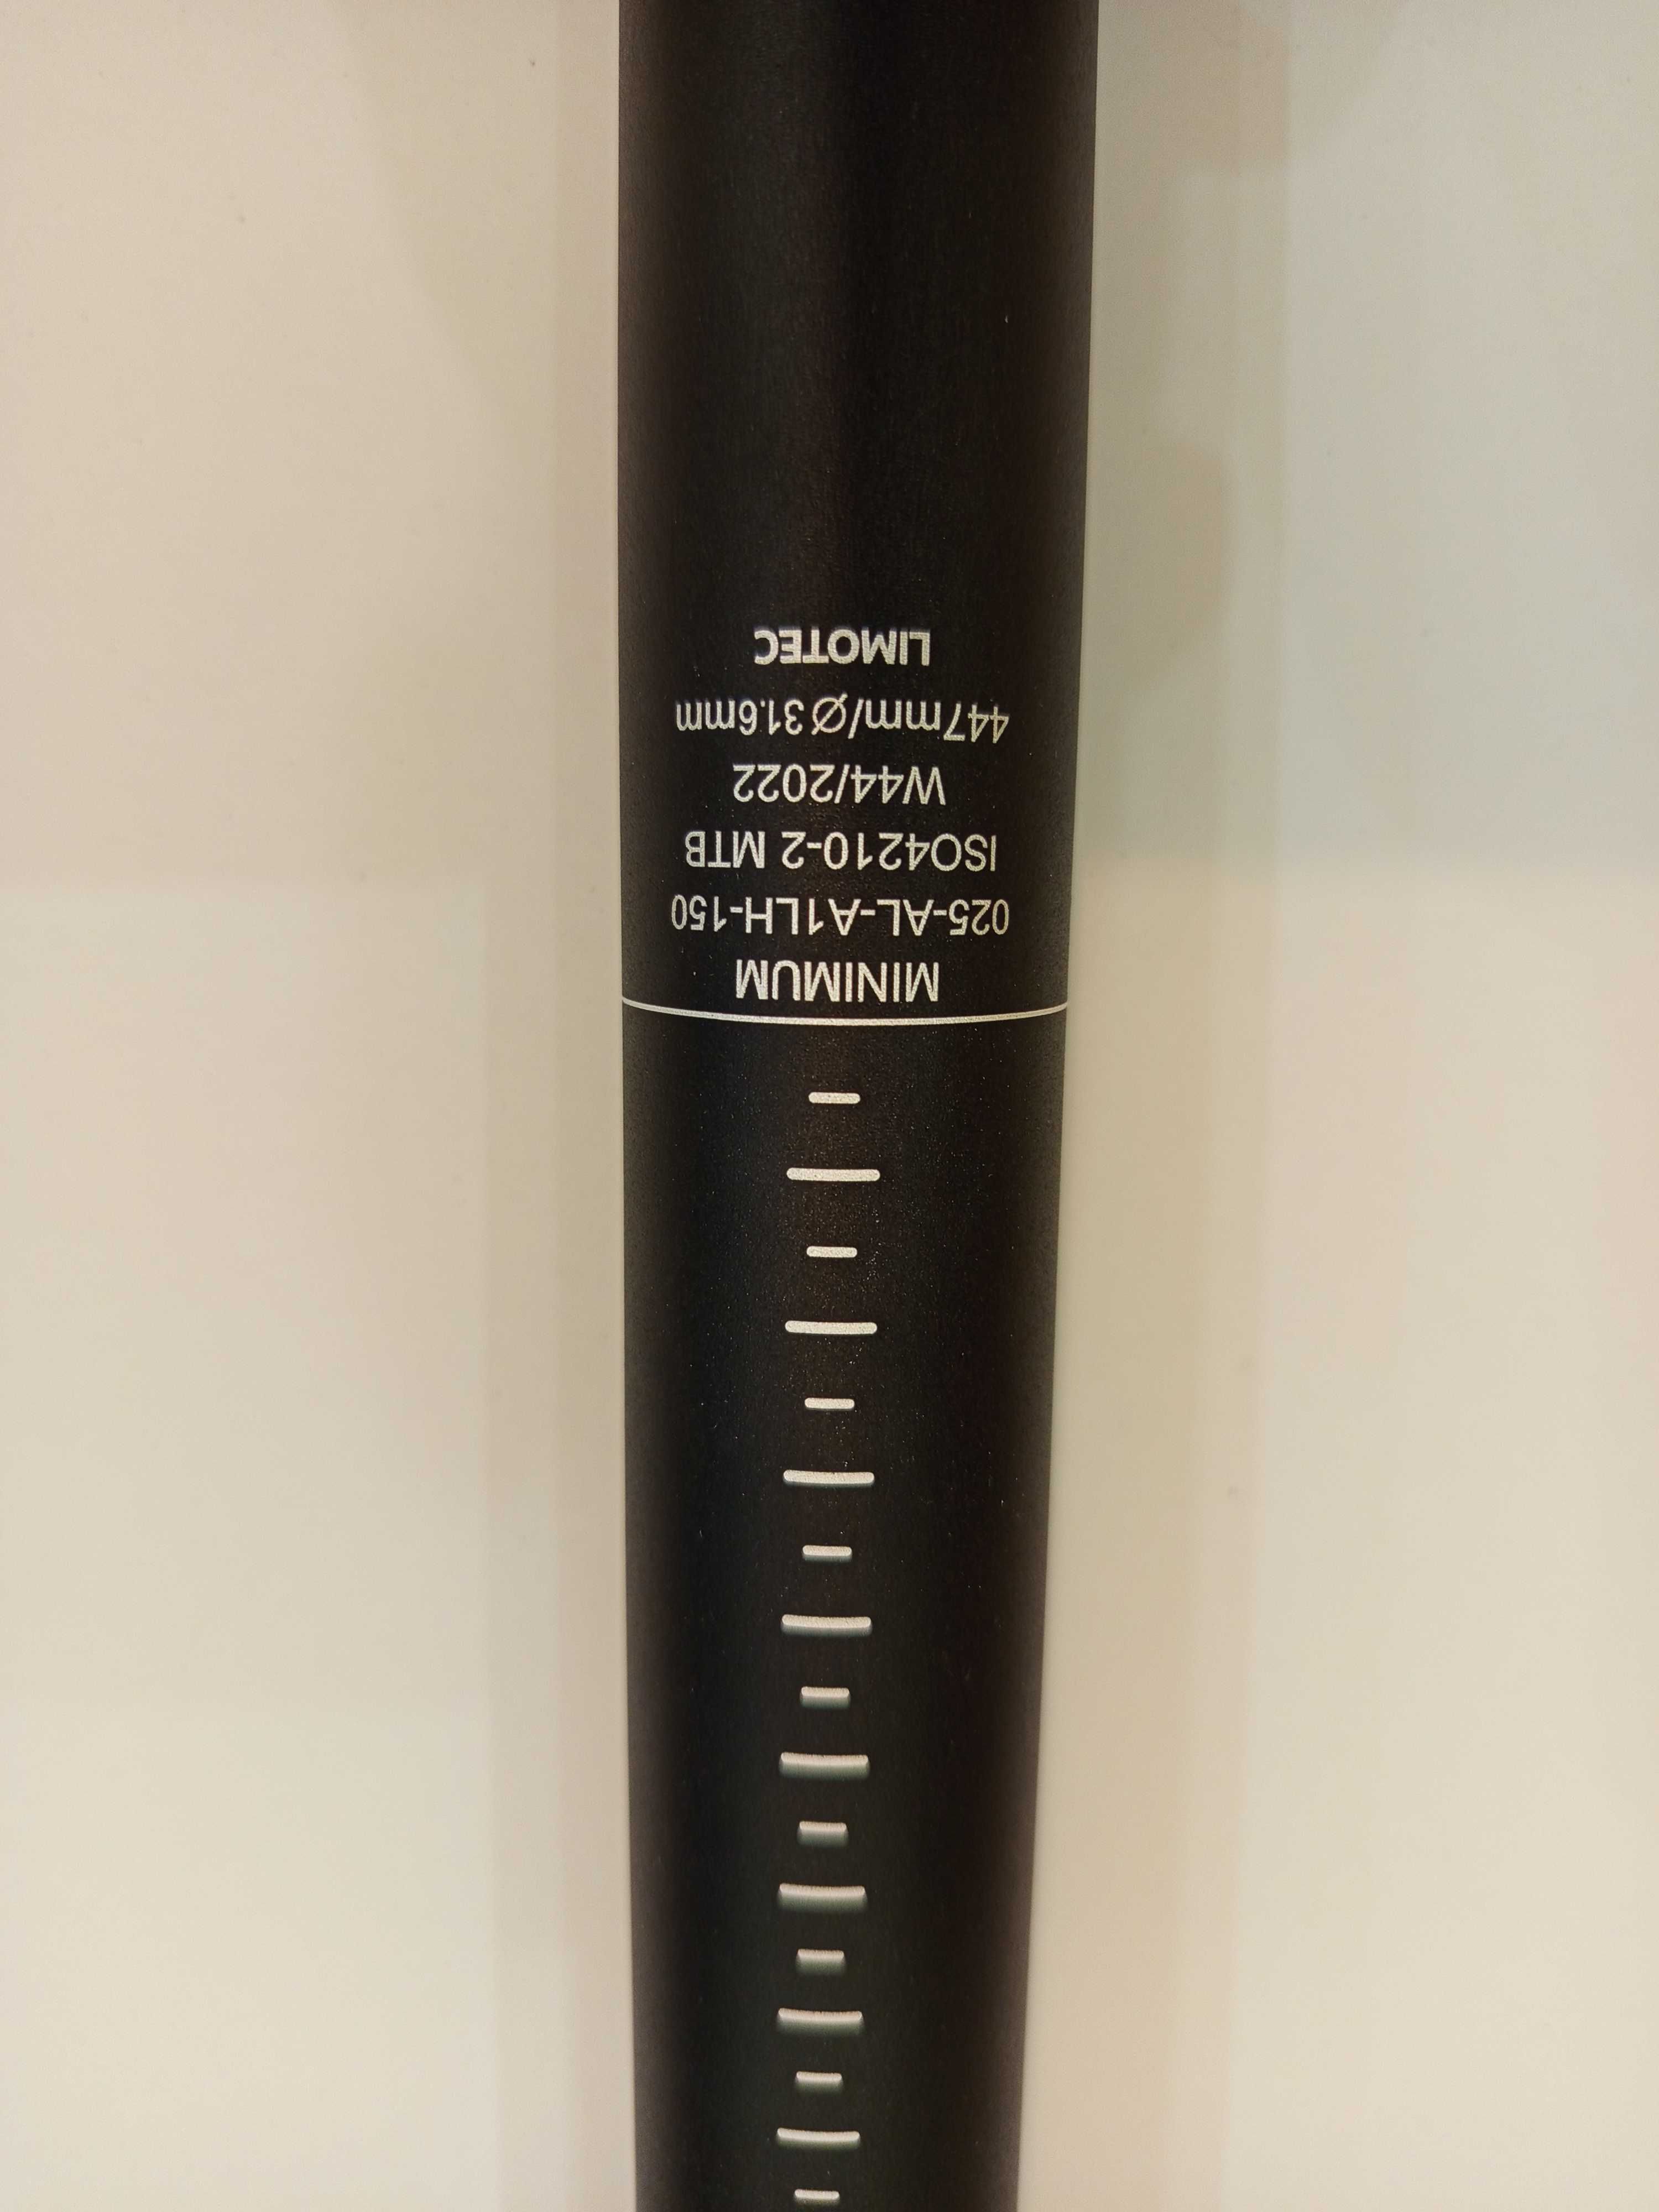 MINIMUM
025-AL-A1LH-150
ISO4210-2 MTB
W44/2022
447mm/Ø31.6mm
LIMOTEC